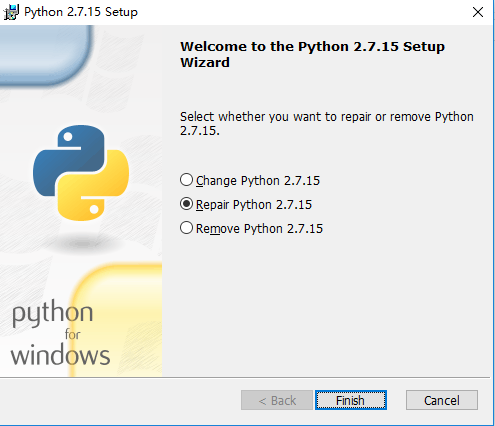 Python 2.7.15 Setup
Welcome to the Python 2.7.15 Setup
Wizard
Select whether you want to repair or remove Python
2.7.15.
Change Python 2.7.15
Repair Python 2.7.15
Remove Python 2.7.15
python
for
windows
< Back
Finish
Cancel